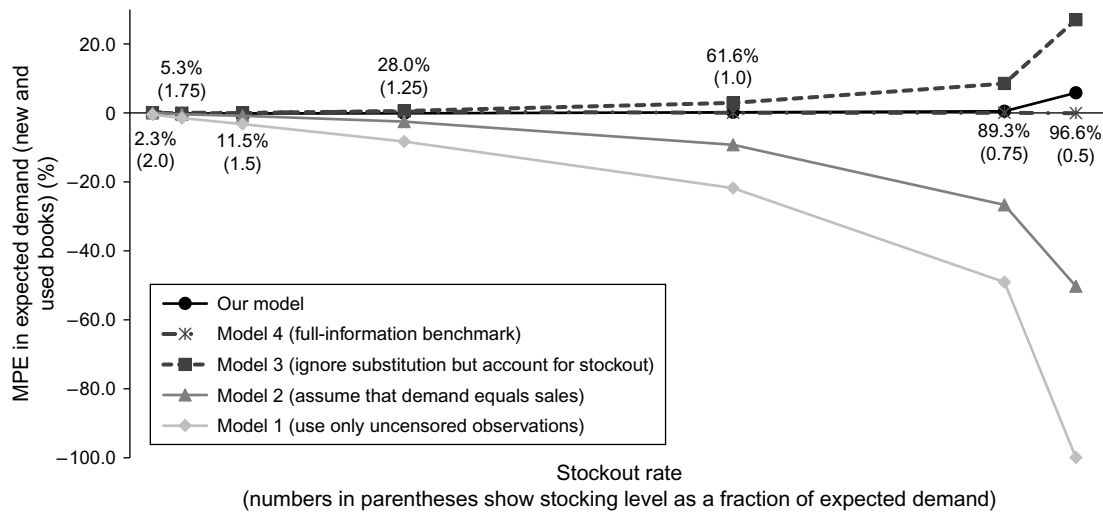 MPE in expected demand (new and
used books) (%)
20.0
0
–20.0
–40.0
–60.0
–80.0
–100.0
5.3%
(1.75)
28.0%
(1.25)
61.6%
(1.0)
2.3%
(2.0)
11.5%
(1.5)
89.3%
(0.75)
96.6%
(0.5)
Our model
Model 4 (full-information benchmark)
Model 3 (ignore substitution but account for stockout)
Model 2 (assume that demand equals sales)
Model 1 (use only uncensored observations)
Stockout rate
(numbers in parentheses show stocking level as a fraction of expected demand)